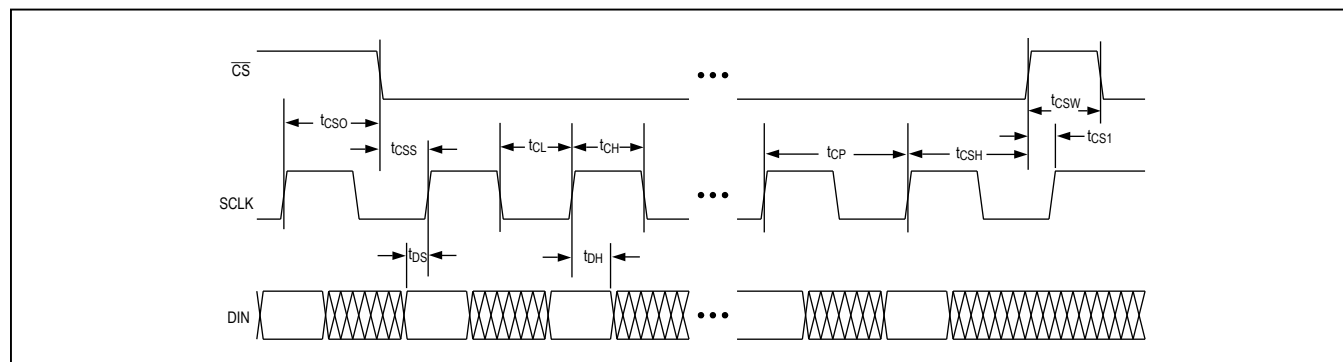 CS
tCSW
tCSO
tCS1
tCSS
tCL
tCH
tCP
tCSH
SCLK
tDS
tDH
DIN